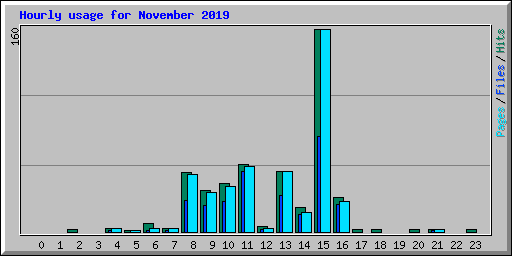 Hourly usage for November 2019
160
Pages/Files/Hits
0 1 2 3 4 5 6 7 8 9 10 11 12 13 14 15 16 17 18 19 20 21 22 23